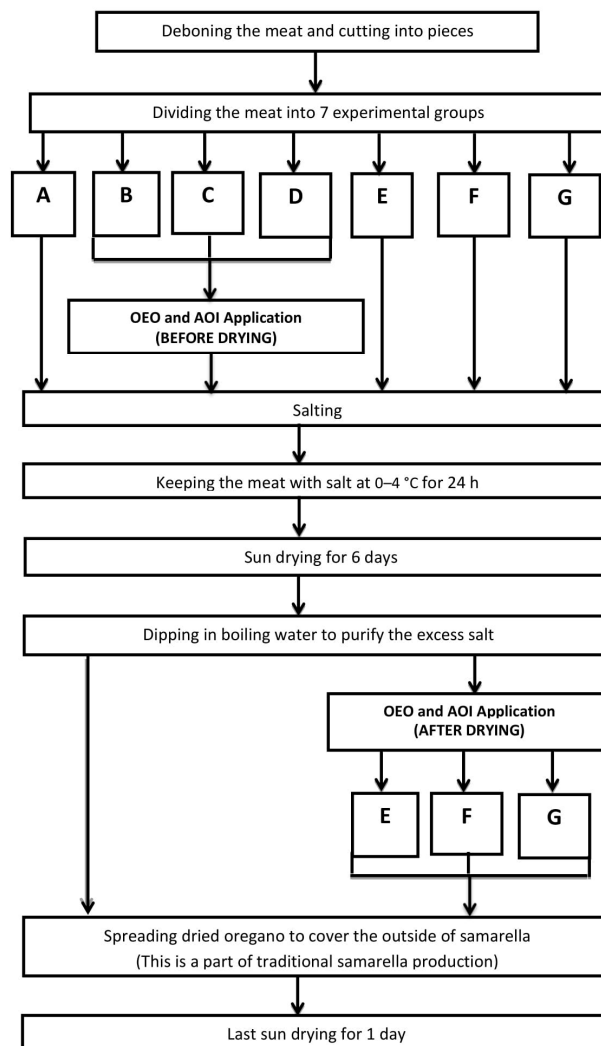 Deboning the meat and cutting into pieces
Dividing the meat into 7 experimental groups
A B C D E F G
OEO and AOI Application
(BEFORE DRYING)
Salting
Keeping the meat with salt at 0–4 °C for 24 h
Sun drying for 6 days
Dipping in boiling water to purify the excess salt
OEO and AOI Application
(AFTER DRYING)
E F G
Spreading dried oregano to cover the outside of samarella
(This is a part of traditional samarella production)
Last sun drying for 1 day